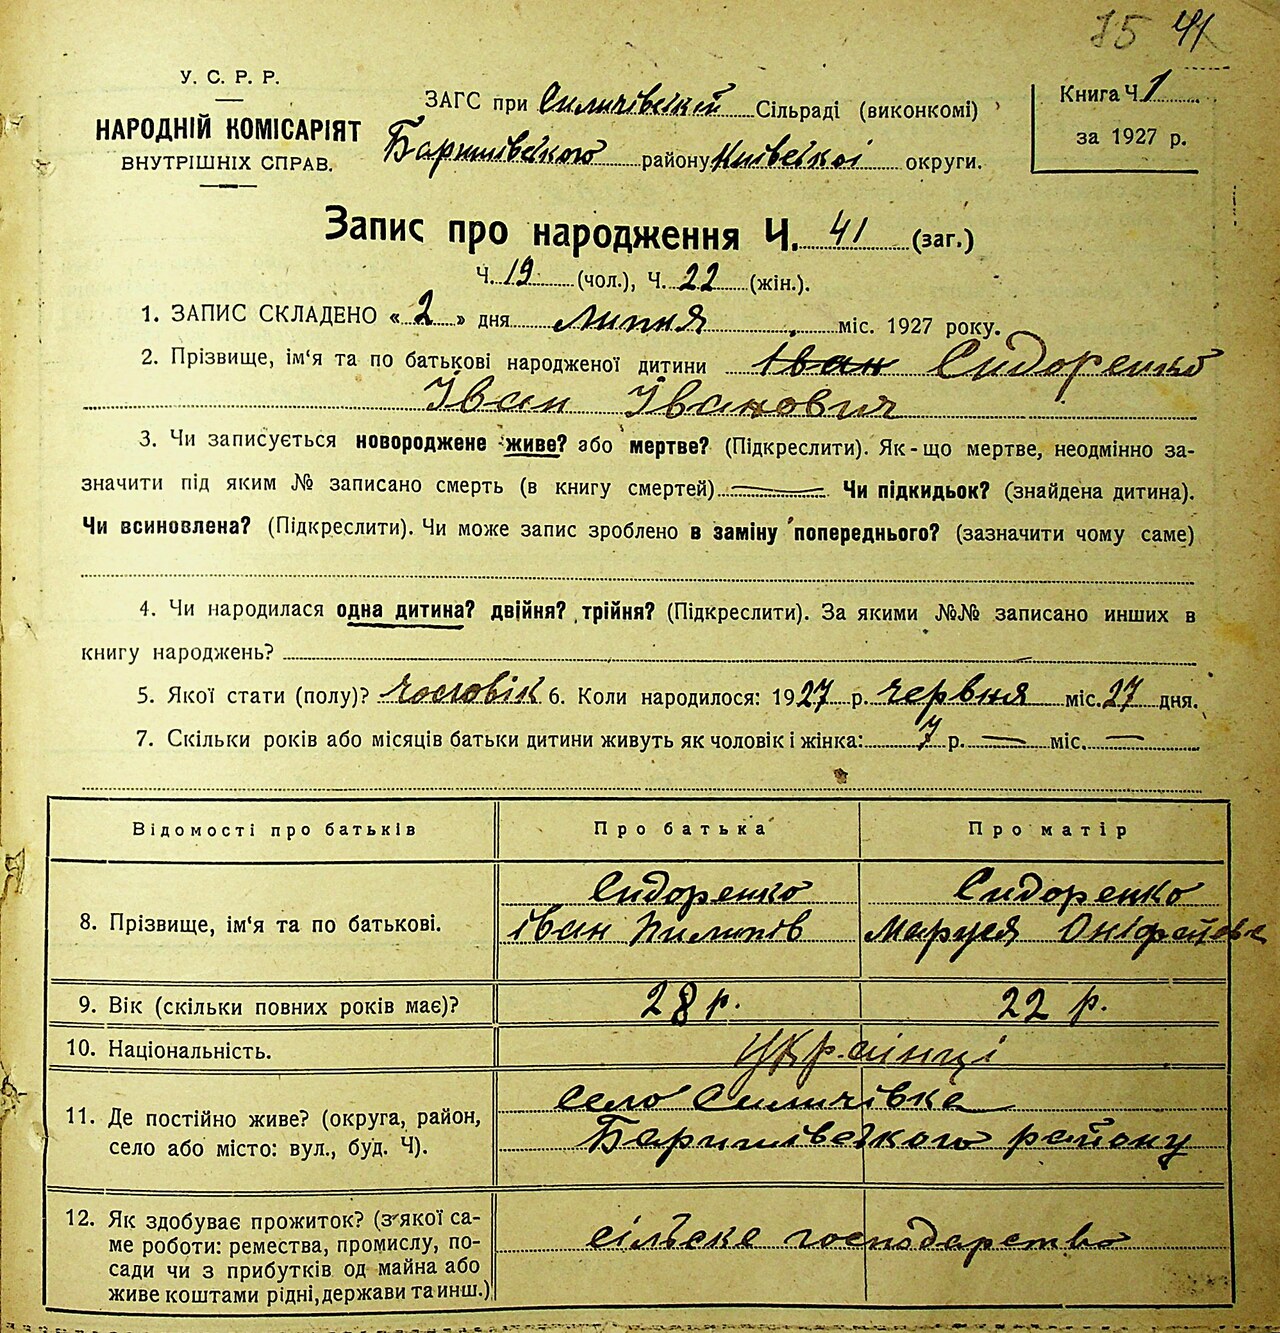 75 41
У. С. Р. Р.
НАРОДНІЙ КОМІСАРІЯТ
ВНУТРІШНІХ СПРАВ.
ЗАГС при Селичівській Сільраді (виконкомі)
Баришівського району Київської округи.
Книга Ч 1
за 1927 р.
Запис про народження Ч. 41 (заг.)
Ч. 19 (чол.), Ч. 22 (жін.).
1. ЗАПИС СКЛАДЕНО « 2 » дня липня міс. 1927 року.
2. Прізвище, ім‘я та по батькові народженої дитини Іван Сидоренко
Іван Іванович
3. Чи записується новороджене живе? або мертве? (Підкреслити). Як-що мертве, неодмінно за-
значити під яким № записано смерть (в книгу смертей) Чи підкидьок? (знайдена дитина).
Чи всиновлена? (Підкреслити). Чи може запис зроблено в заміну попереднього? (зазначити чому саме)
4. Чи народилася одна дитина? двійня? трійня? (Підкреслити). За якими №№ записано инших в
книгу народжень?
5. Якої стати (полу)? чоловік 6. Коли народилося: 1927 р. червня міс. 27 дня.
7. Скільки років або місяців батьки дитини живуть як чоловік і жінка: 7 р. — міс. —
Відомості про батьків Про батька Про матір
8. Прізвище, ім‘я та по батькові.
Сидоренко Сидоренко
іван Пилипів Маруся Оніфраївна
9. Вік (скільки повних років має)? 28 р. 22 р.
10. Національність. Українці
11. Де постійно живе? (округа, район,
село або місто: вул., буд. Ч).
Село Селичівка
Баришівського району
12. Як здобуває прожиток? (з якої са-
ме роботи: ремества, промислу, по-
сади чи з прибутків од майна або
живе коштами рідні, держави та инш.)
сільське господарство